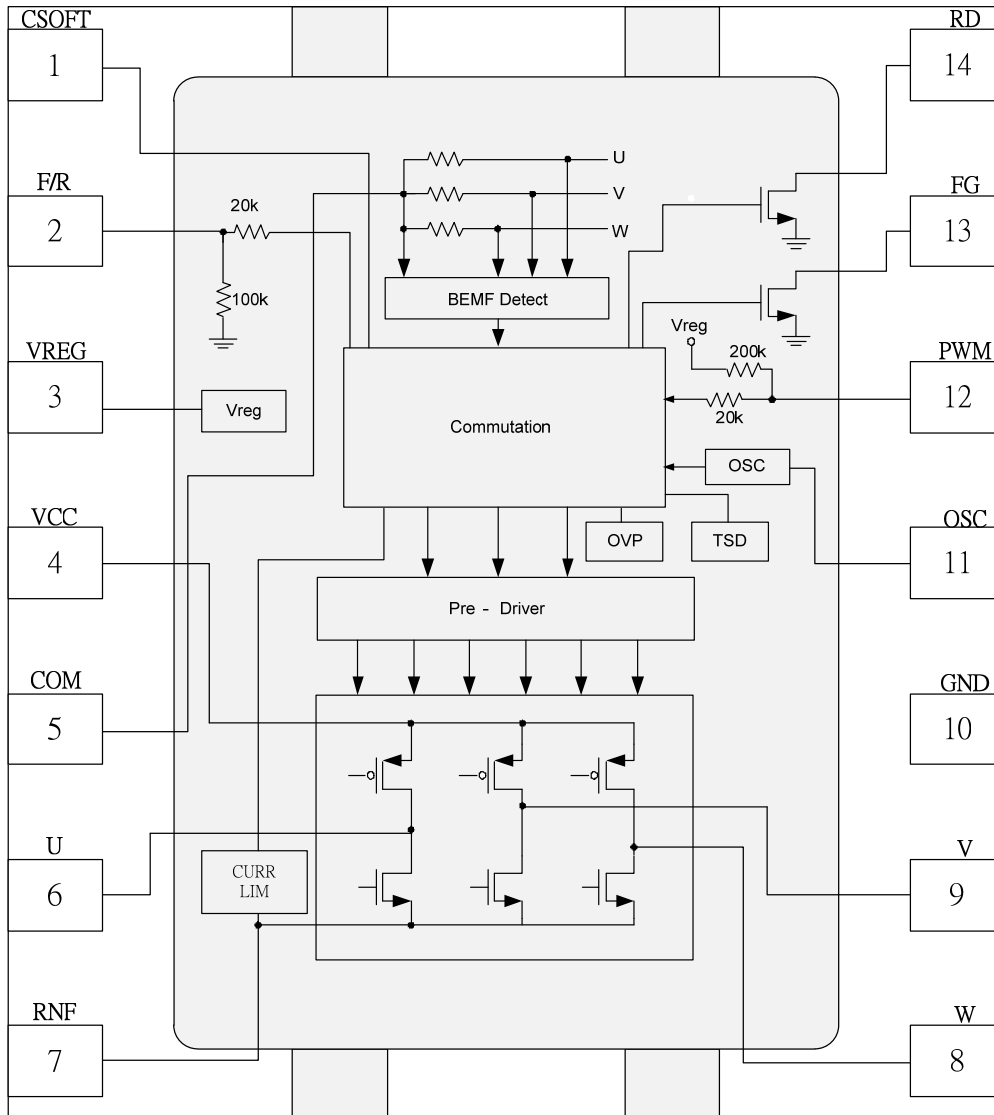 CSOFT
1
RD
14
F/R
2
FG
13
VREG
3
PWM
12
VCC
4
OSC
11
COM
5
GND
10
U
6
V
9
RNF
7
W
8
U
V
W
20k
100k
BEMF Detect
Vreg
200k
20k
Vreg
Commutation
OSC
OVP
TSD
Pre - Driver
CURR
LIM